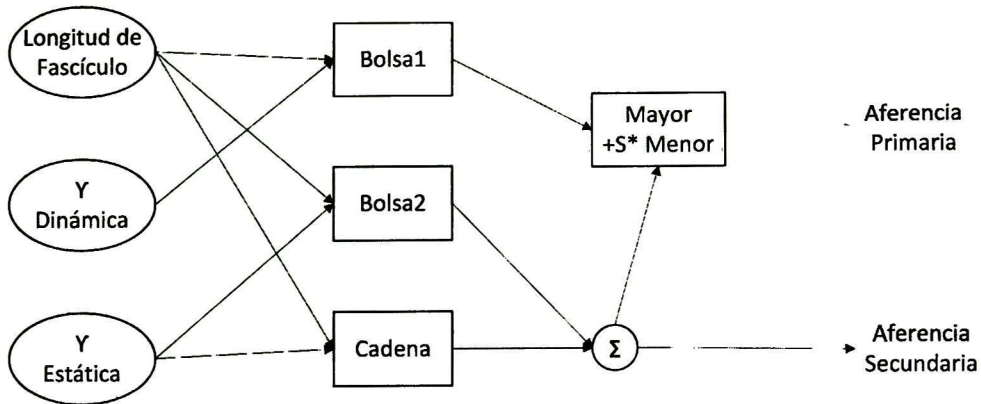 Longitud de
Fascículo
Bolsa1
Mayor
+S* Menor
Aferencia
Primaria
ϒ
Dinámica
Bolsa2
ϒ
Estática
Cadena
Σ
Aferencia
Secundaria